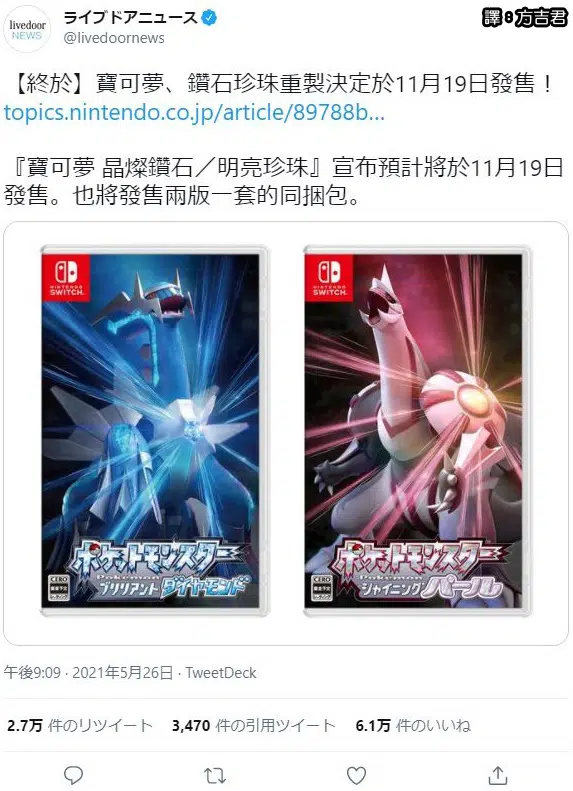 譯8方吉君
livedoor
NEWS
ライブドアニュース
@livedoornews
【終於】寶可夢、鑽石珍珠重製決定於11月19日發售！
topics.nintendo.co.jp/article/89788b...
『寶可夢 晶燦鑽石／明亮珍珠』宣布預計將於11月19日
發售。也將發售兩版一套的同捆包。
NINTENDO
SWITCH.
NINTENDO
SWITCH.
ポケットモンスター
Pokémon
ブリリアント ダイヤモンド
CERO
審査予定
ポケットモンスター
Pokémon
シャイニング パール
CERO
審査予定
午後9:09 · 2021年5月26日 · TweetDeck
2.7万 件のリツイート 3,470 件の引用ツイート 6.1万 件のいいね